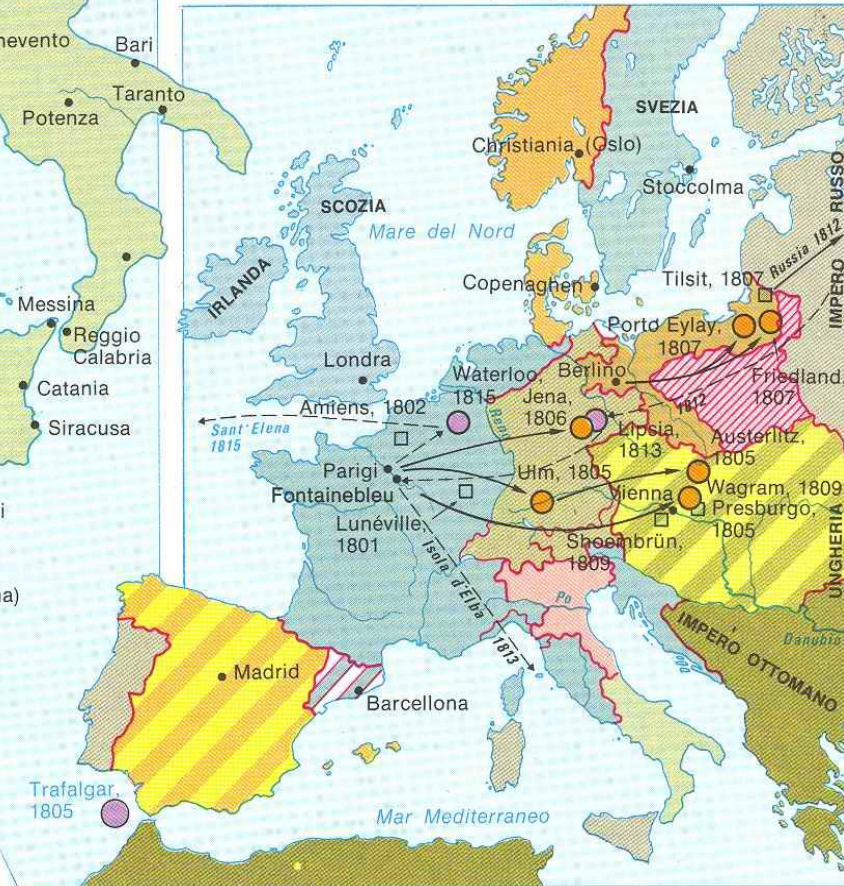 nevento
Bari
Potenza
Taranto
Messina
Reggio
Calabria
Catania
Siracusa
i
na)
SVEZIA
Christiania (Oslo)
Stoccolma
SCOZIA
Mare del Nord
IRLANDA
Copenaghen
Tilsit, 1807
Russia 1812
IMPERO RUSSO
Porto Eylay,
1807
Friedland
1807
Londra
Waterloo,
1815
Berlino
Jena,
1806
1812
Amiens, 1802
Sant'Elena
1815
Reno
Lipsia,
1813
Austerlitz,
1805
Parigi
Fontainebleu
Ulm, 1805
Vienna
Wagram, 1809
Presburgo,
1805
Lunéville,
1801
Shoembrün,
1809
UNGHERIA
Isola d'Elba
1813
Po
IMPERO OTTOMANO
Danubio
Madrid
Barcellona
Trafalgar,
1805
Mar Mediterraneo